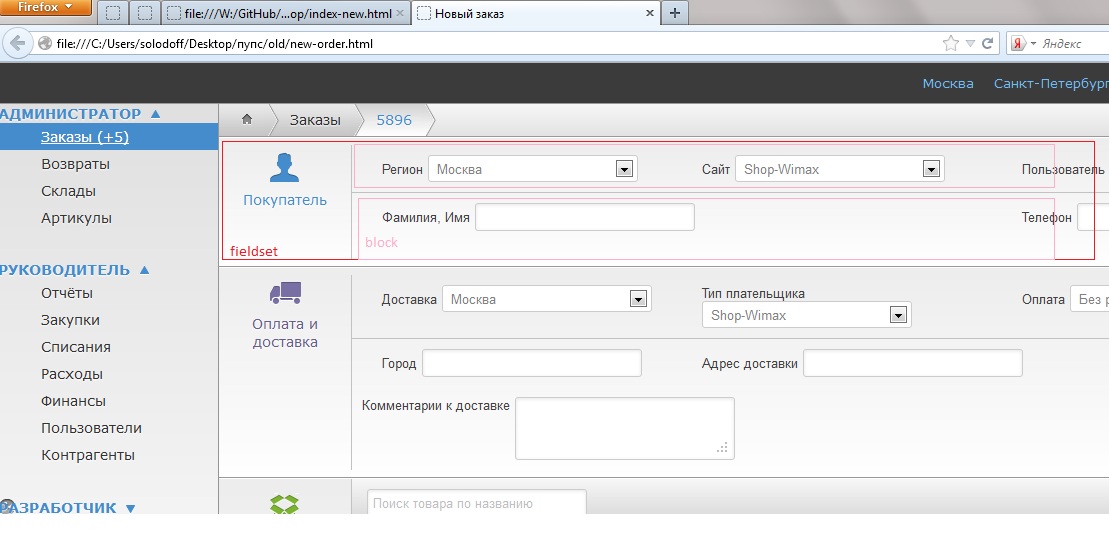 Firefox
file:///W:/GitHub/...op/index-new.html
Новый заказ
file:///C:/Users/solodoff/Desktop/пупс/old/new-order.html
Яндекс
Москва Санкт-Петербург
АДМИНИСТРАТОР
Заказы (+5)
Возвраты
Склады
Артикулы
РУКОВОДИТЕЛЬ
Отчёты
Закупки
Списания
Расходы
Финансы
Пользователи
Контрагенты
РАЗРАБОТЧИК
Заказы 5896
Покупатель
fieldset
Регион Москва Сайт Shop-Wimax Пользователь
Фамилия, Имя Телефон
block
Оплата и
доставка
Доставка Москва Тип плательщика Shop-Wimax Оплата Без
Город Адрес доставки
Комментарии к доставке
Поиск товара по названию